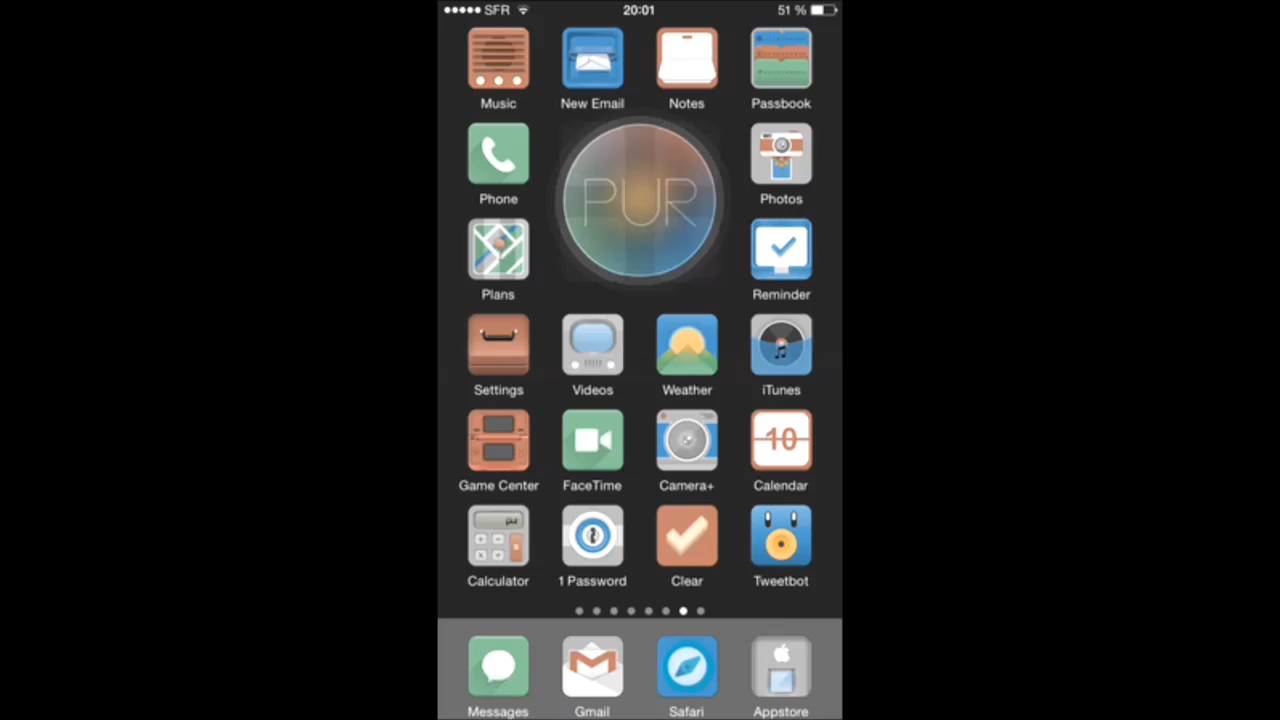 SFR 20:01 51 %
Music New Email Notes Passbook
PUR
Phone Photos
Plans Reminder
Settings Videos Weather iTunes
10
Game Center FaceTime Camera+ Calendar
pur
Calculator 1 Password Clear Tweetbot
Messages Gmail Safari Appstore